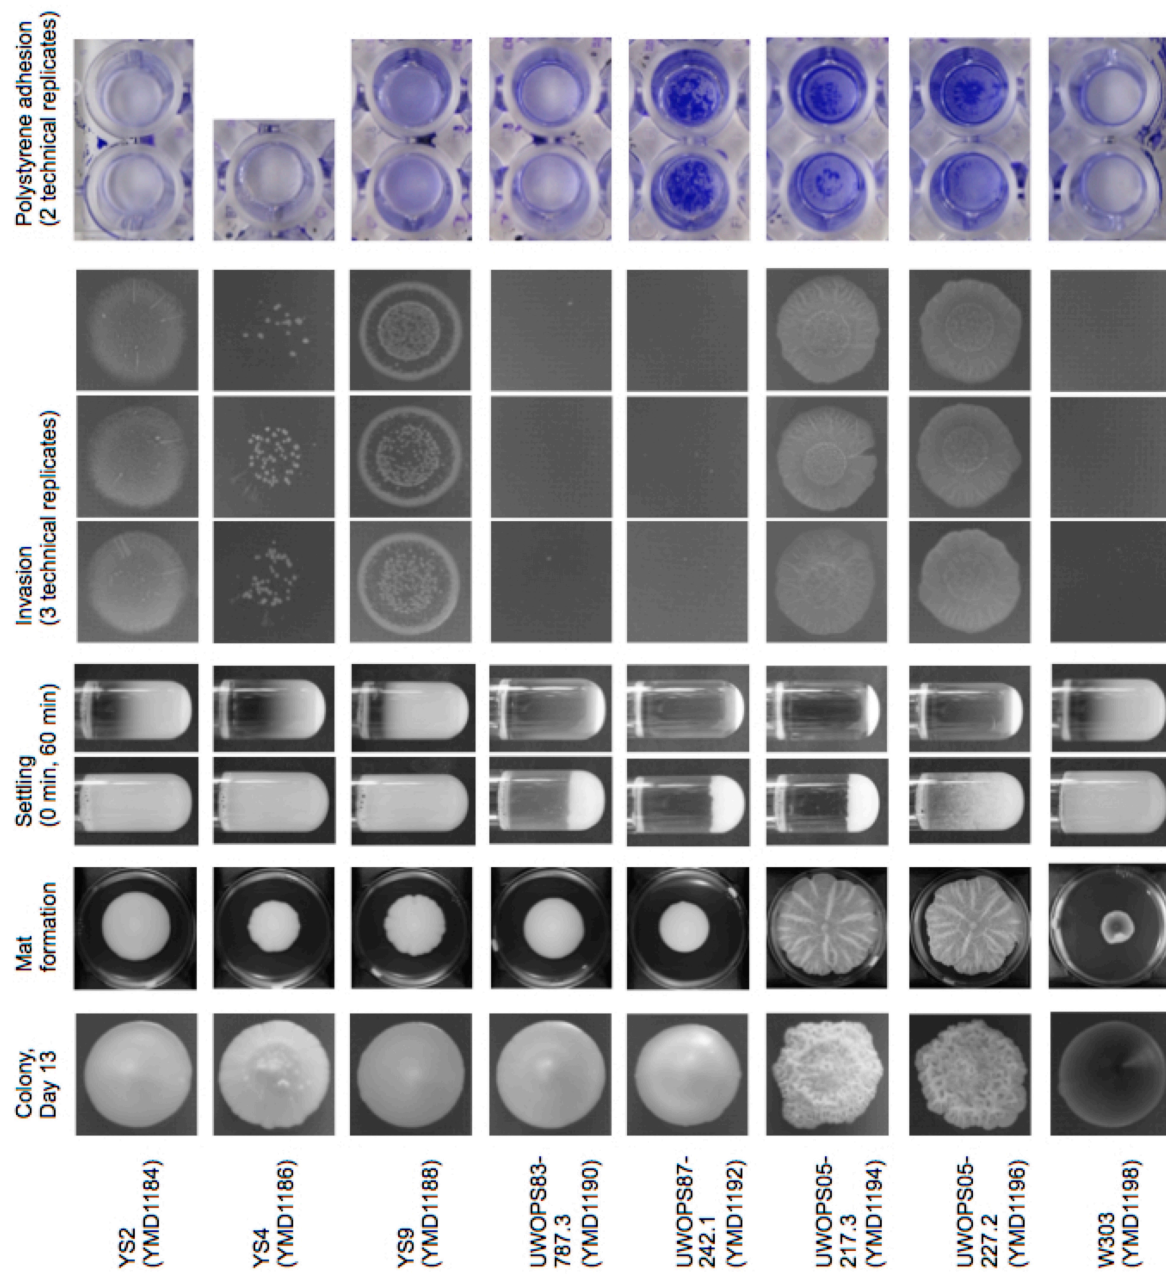 Colony,
Day 13
Mat
formation
Settling
(0 min, 60 min)
Invasion
(3 technical replicates)
Polystyrene adhesion
(2 technical replicates)
YS2
(YMD1184)
YS4
(YMD1186)
YS9
(YMD1188)
UWOPS83-
787.3
(YMD1190)
UWOPS87-
242.1
(YMD1192)
UWOPS05-
217.3
(YMD1194)
UWOPS05-
227.2
(YMD1196)
W303
(YMD1198)